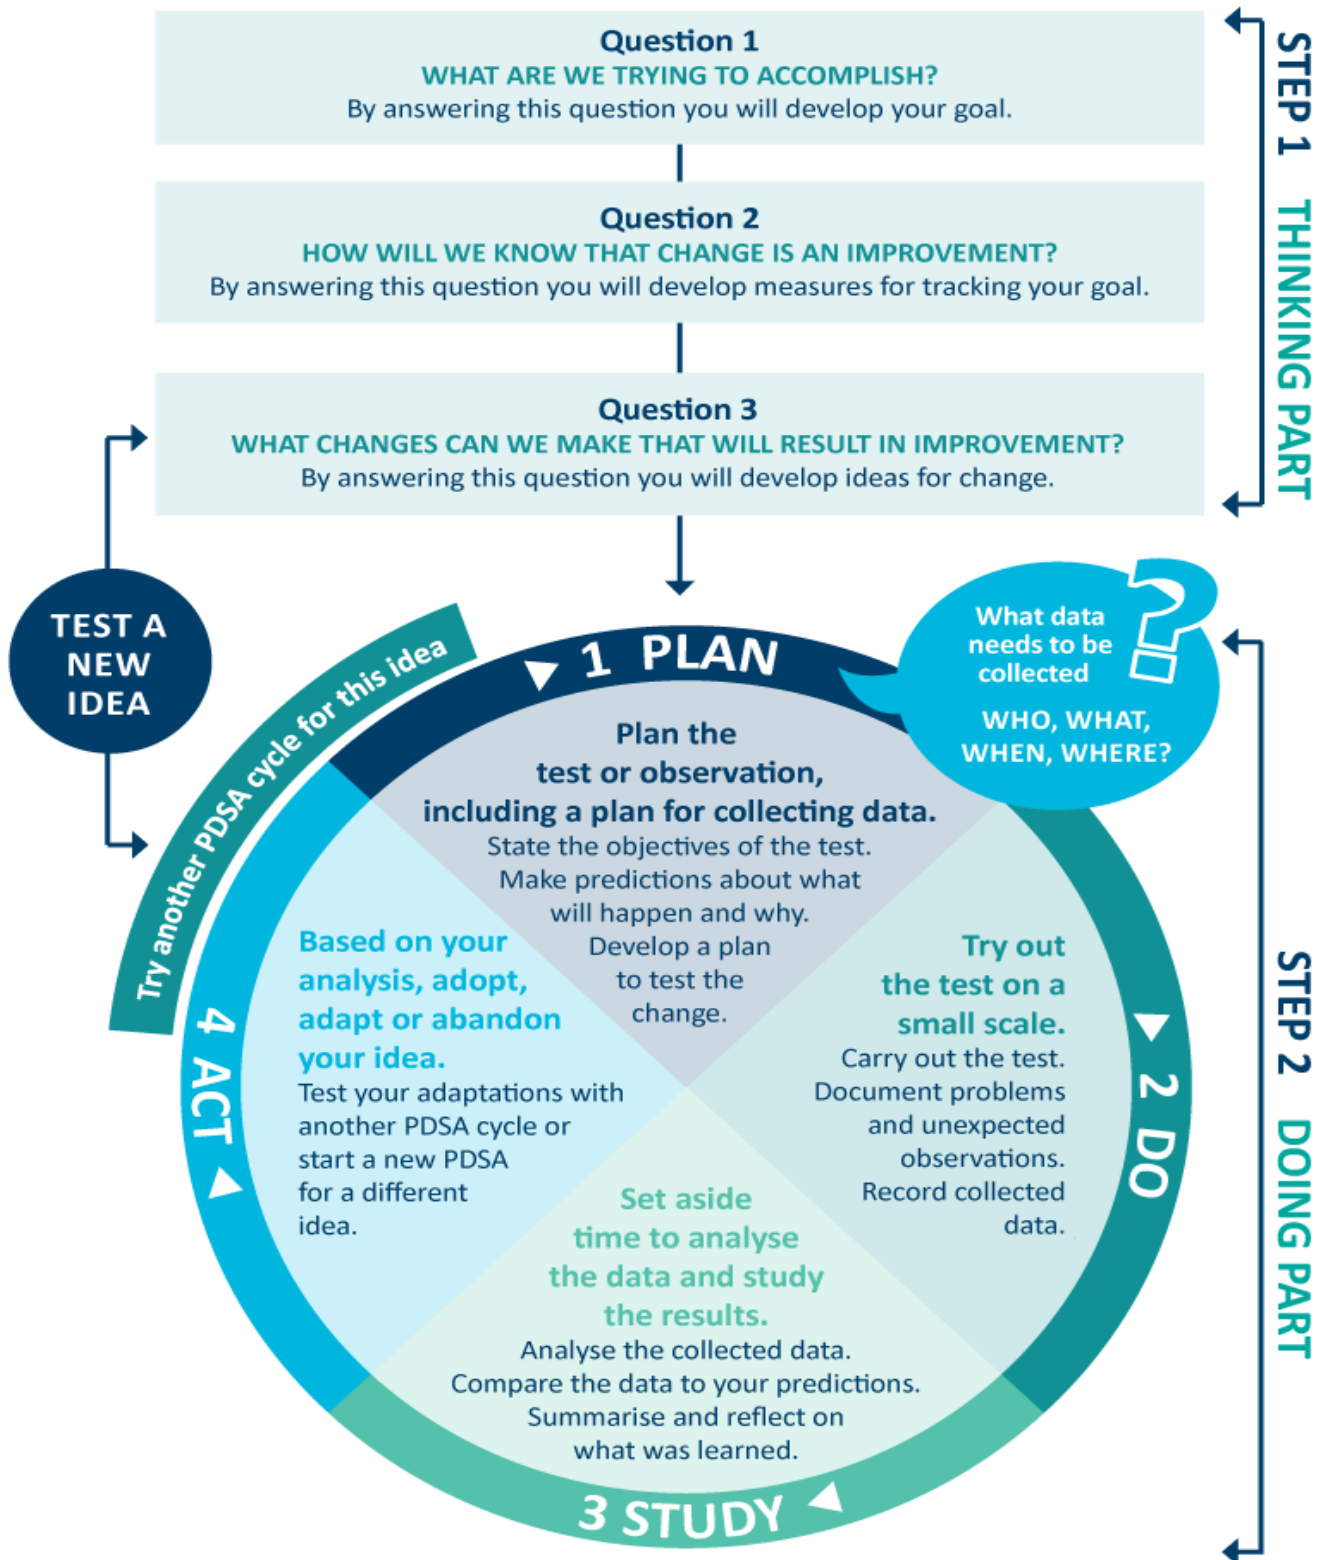 Question 1
WHAT ARE WE TRYING TO ACCOMPLISH?
By answering this question you will develop your goal.
Question 2
HOW WILL WE KNOW THAT CHANGE IS AN IMPROVEMENT?
By answering this question you will develop measures for tracking your goal.
Question 3
WHAT CHANGES CAN WE MAKE THAT WILL RESULT IN IMPROVEMENT?
By answering this question you will develop ideas for change.
STEP 1 THINKING PART
TEST A
NEW
IDEA
Try another PDSA cycle for this idea
1 PLAN
What data
needs to be
collected
?
WHO, WHAT,
WHEN, WHERE?
Plan the
test or observation,
including a plan for collecting data.
State the objectives of the test.
Make predictions about what
will happen and why.
Develop a plan
to test the
change.
2 DO
Try out
the test on a
small scale.
Carry out the test.
Document problems
and unexpected
observations.
Record collected
data.
3 STUDY
Set aside
time to analyse
the data and study
the results.
Analyse the collected data.
Compare the data to your predictions.
Summarise and reflect on
what was learned.
4 ACT
Based on your
analysis, adopt,
adapt or abandon
your idea.
Test your adaptations with
another PDSA cycle or
start a new PDSA
for a different
idea.
STEP 2 DOING PART